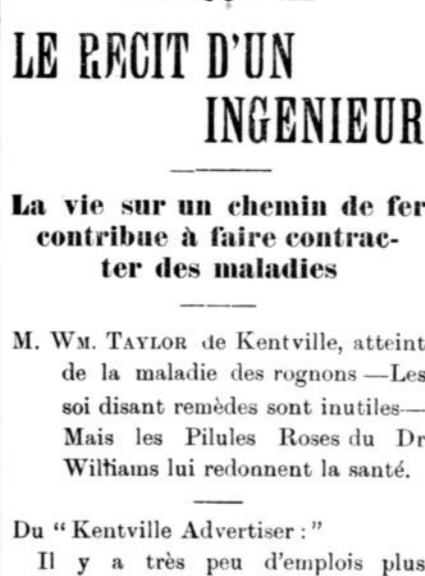 LE RECIT D'UN
INGENIEUR
La vie sur un chemin de fer
contribue à faire contrac-
ter des maladies
M. WM. TAYLOR de Kentville, atteint
de la maladie des rognons —Les
soi disant remèdes sont inutiles—
Mais les Pilules Roses du Dr
Williams lui redonnent la santé.
Du “ Kentville Advertiser : ”
Il y a très peu d'emplois plus